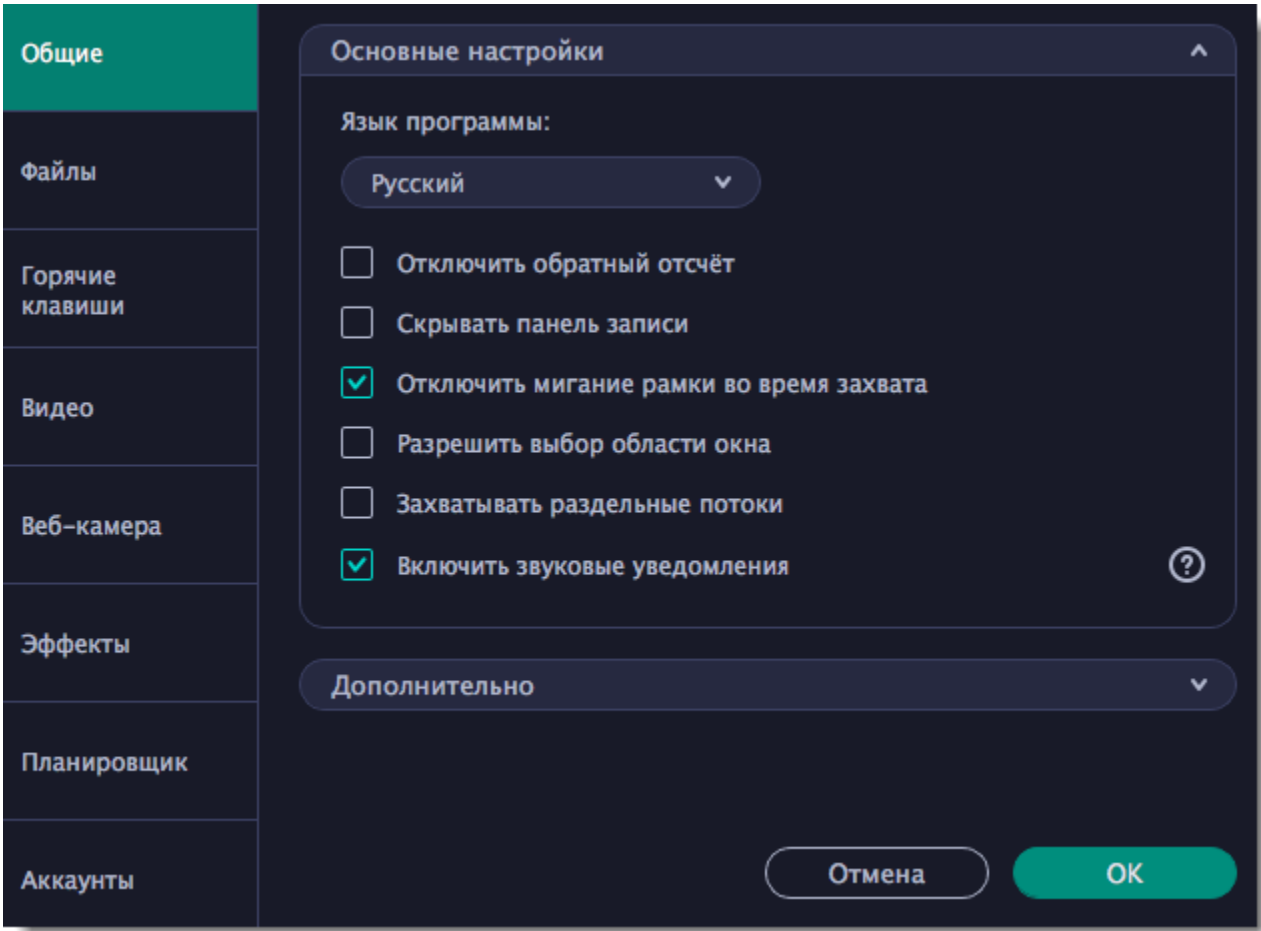 Общие
Файлы
Горячие
клавиши
Видео
Веб-камера
Эффекты
Планировщик
Аккаунты
Основные настройки
Язык программы:
Русский
Отключить обратный отсчёт
Скрывать панель записи
Отключить мигание рамки во время захвата
Разрешить выбор области окна
Захватывать раздельные потоки
Включить звуковые уведомления
?
Дополнительно
Отмена
OK